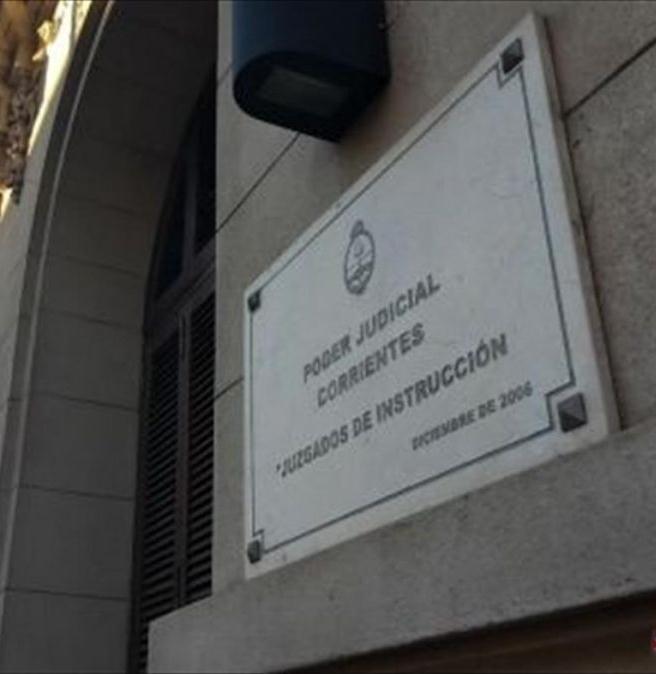 PODER JUDICIAL
CORRIENTES
"JUZGADOS DE INSTRUCCIÓN
DICIEMBRE DE 2006